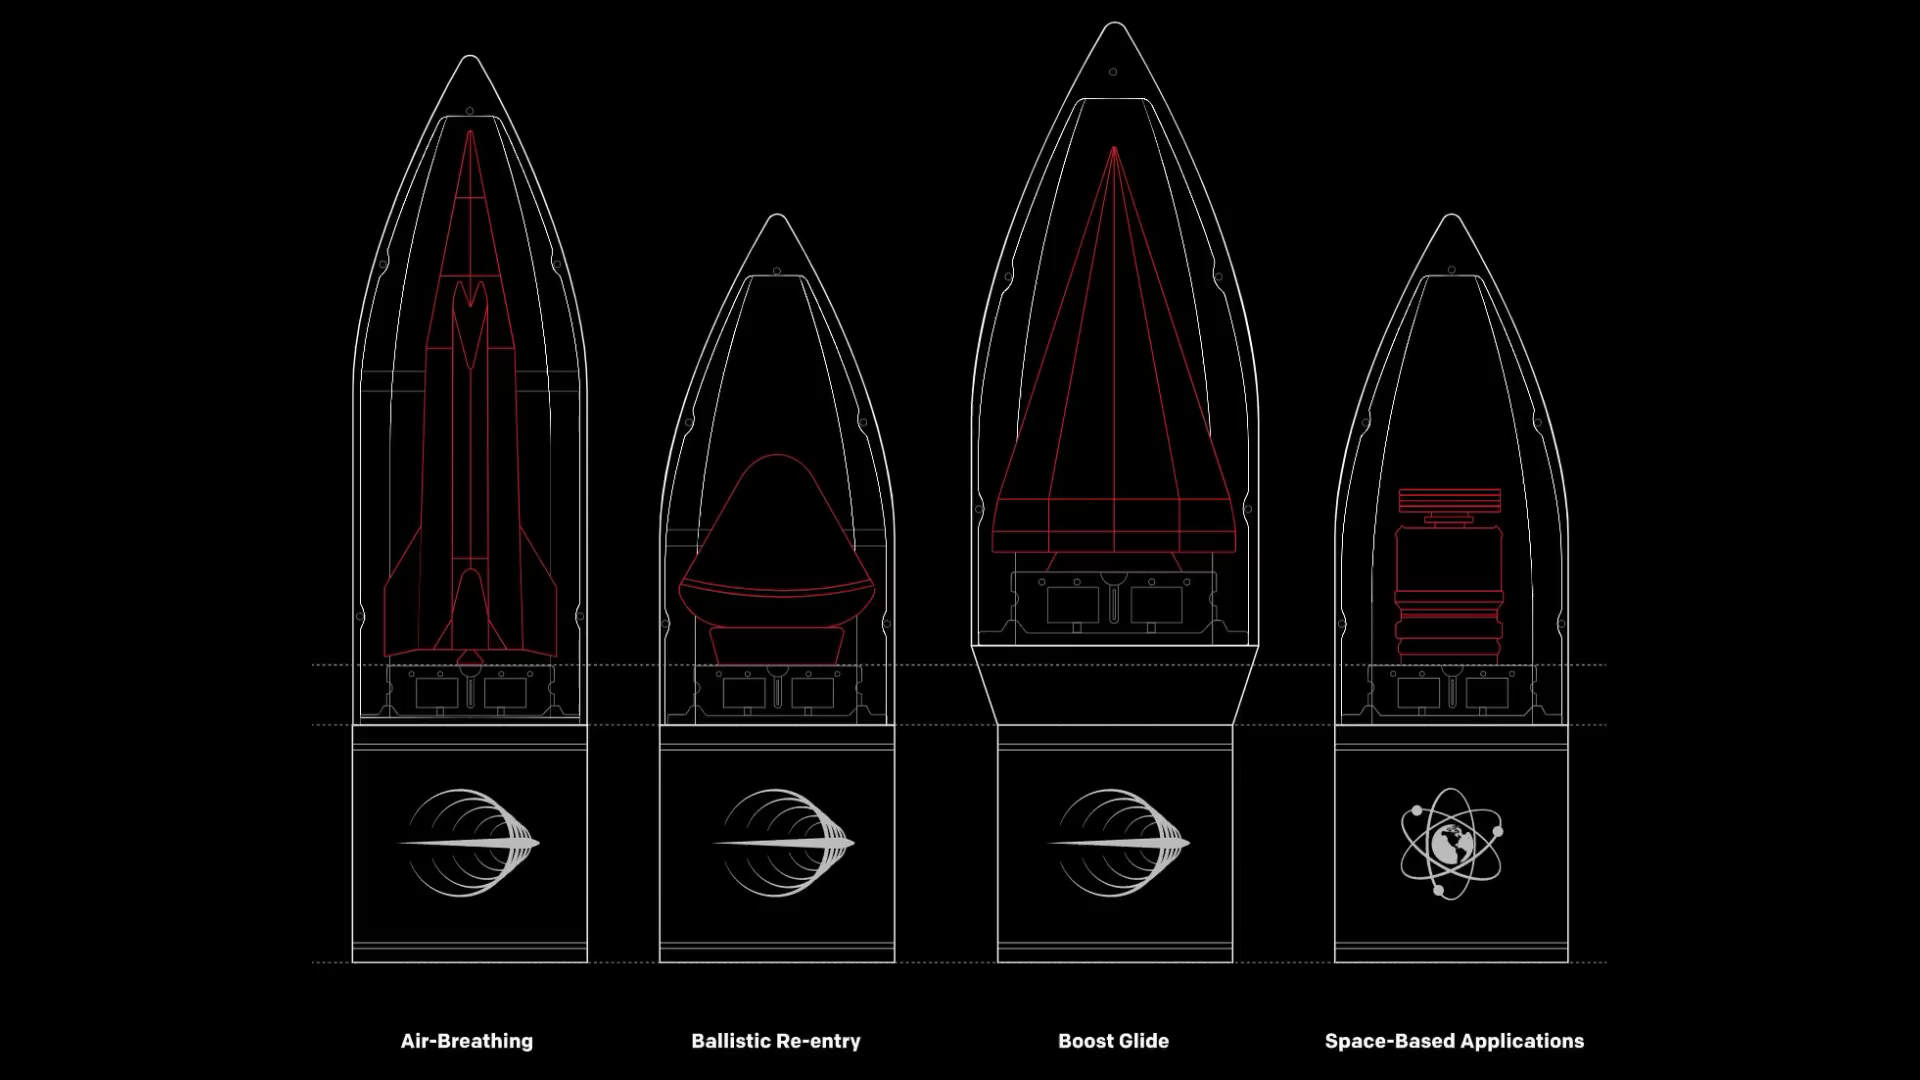 Air-Breathing
Ballistic Re-entry
Boost Glide
Space-Based Applications